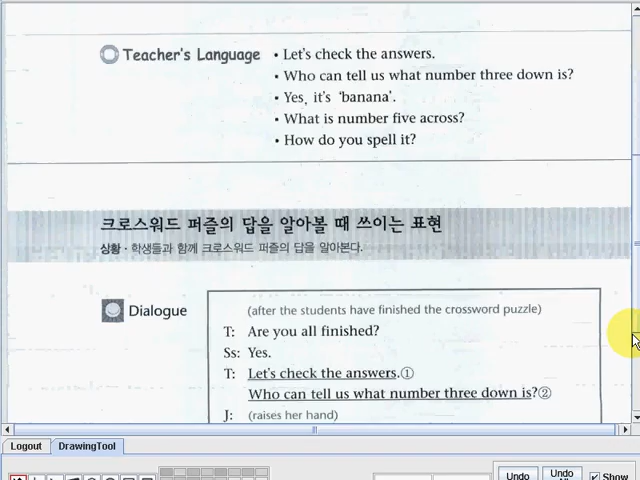 Teacher's Language
• Let's check the answers.
• Who can tell us what number three down is?
• Yes, it's 'banana'.
• What is number five across?
• How do you spell it?
크로스워드 퍼즐의 답을 알아볼 때 쓰이는 표현
상황 · 학생들과 함께 크로스워드 퍼즐의 답을 알아본다.
Dialogue
(after the students have finished the crossword puzzle)
T: Are you all finished?
Ss: Yes.
T: Let's check the answers.①
Who can tell us what number three down is?②
J: (raises her hand)
Logout DrawingTool
Undo Undo Show